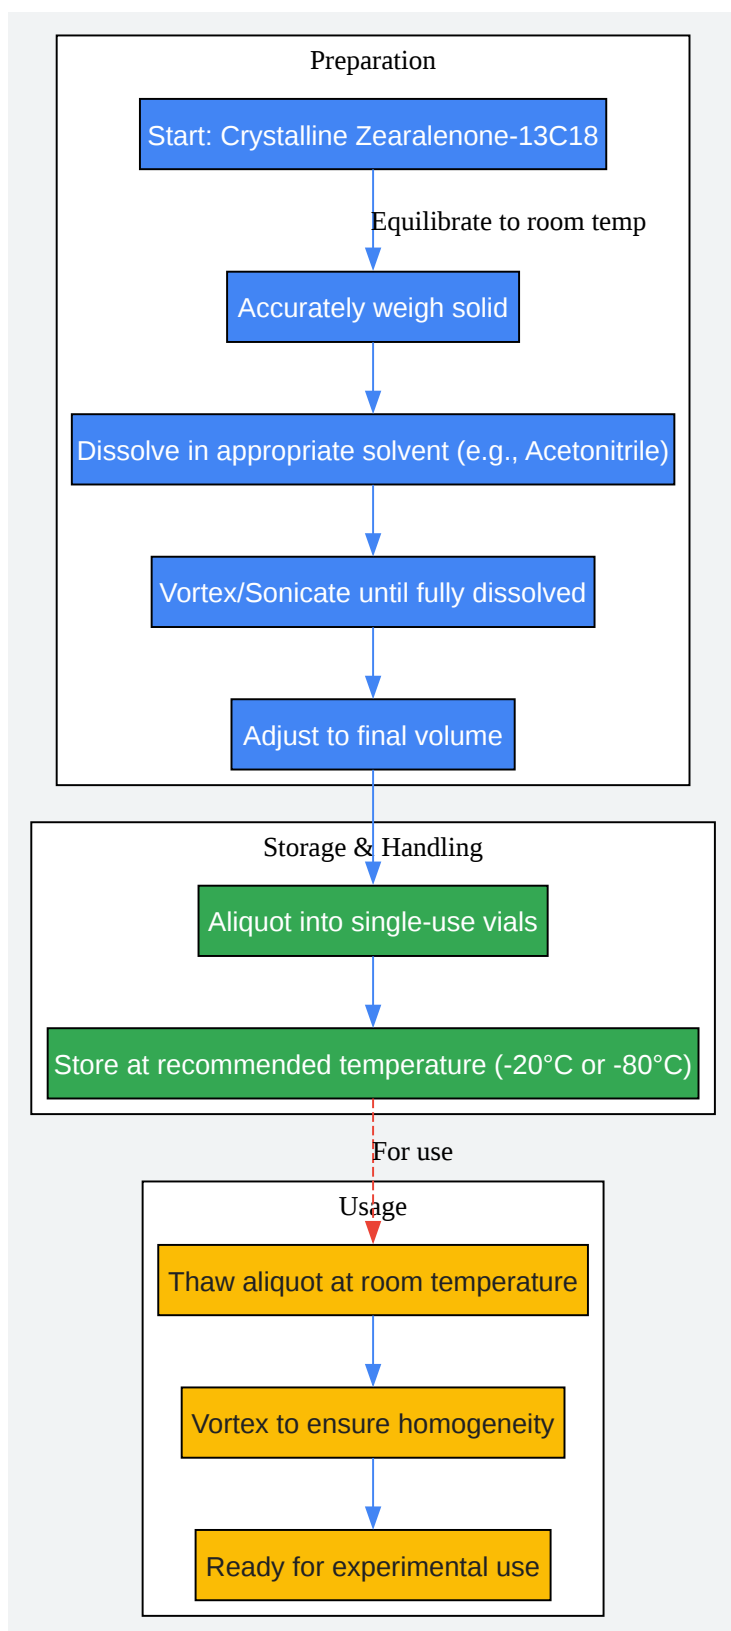 Preparation
Start: Crystalline Zearalenone-13C18
Equilibrate to room temp
Accurately weigh solid
Dissolve in appropriate solvent (e.g., Acetonitrile)
Vortex/Sonicate until fully dissolved
Adjust to final volume
Storage & Handling
Aliquot into single-use vials
Store at recommended temperature (-20°C or -80°C)
For use
Usage
Thaw aliquot at room temperature
Vortex to ensure homogeneity
Ready for experimental use